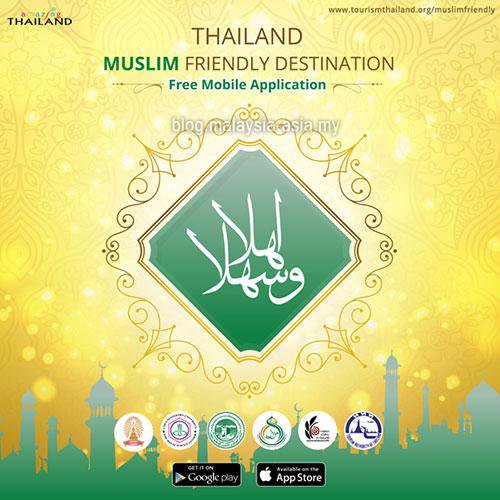 amazing
THAILAND
www.tourismthailand.org/muslimfriendly
THAILAND
MUSLIM FRIENDLY DESTINATION
Free Mobile Application
blog.malaysia-asia.my
اهلا
وسهلا
GET IT ON
Google play
Available on the
App Store